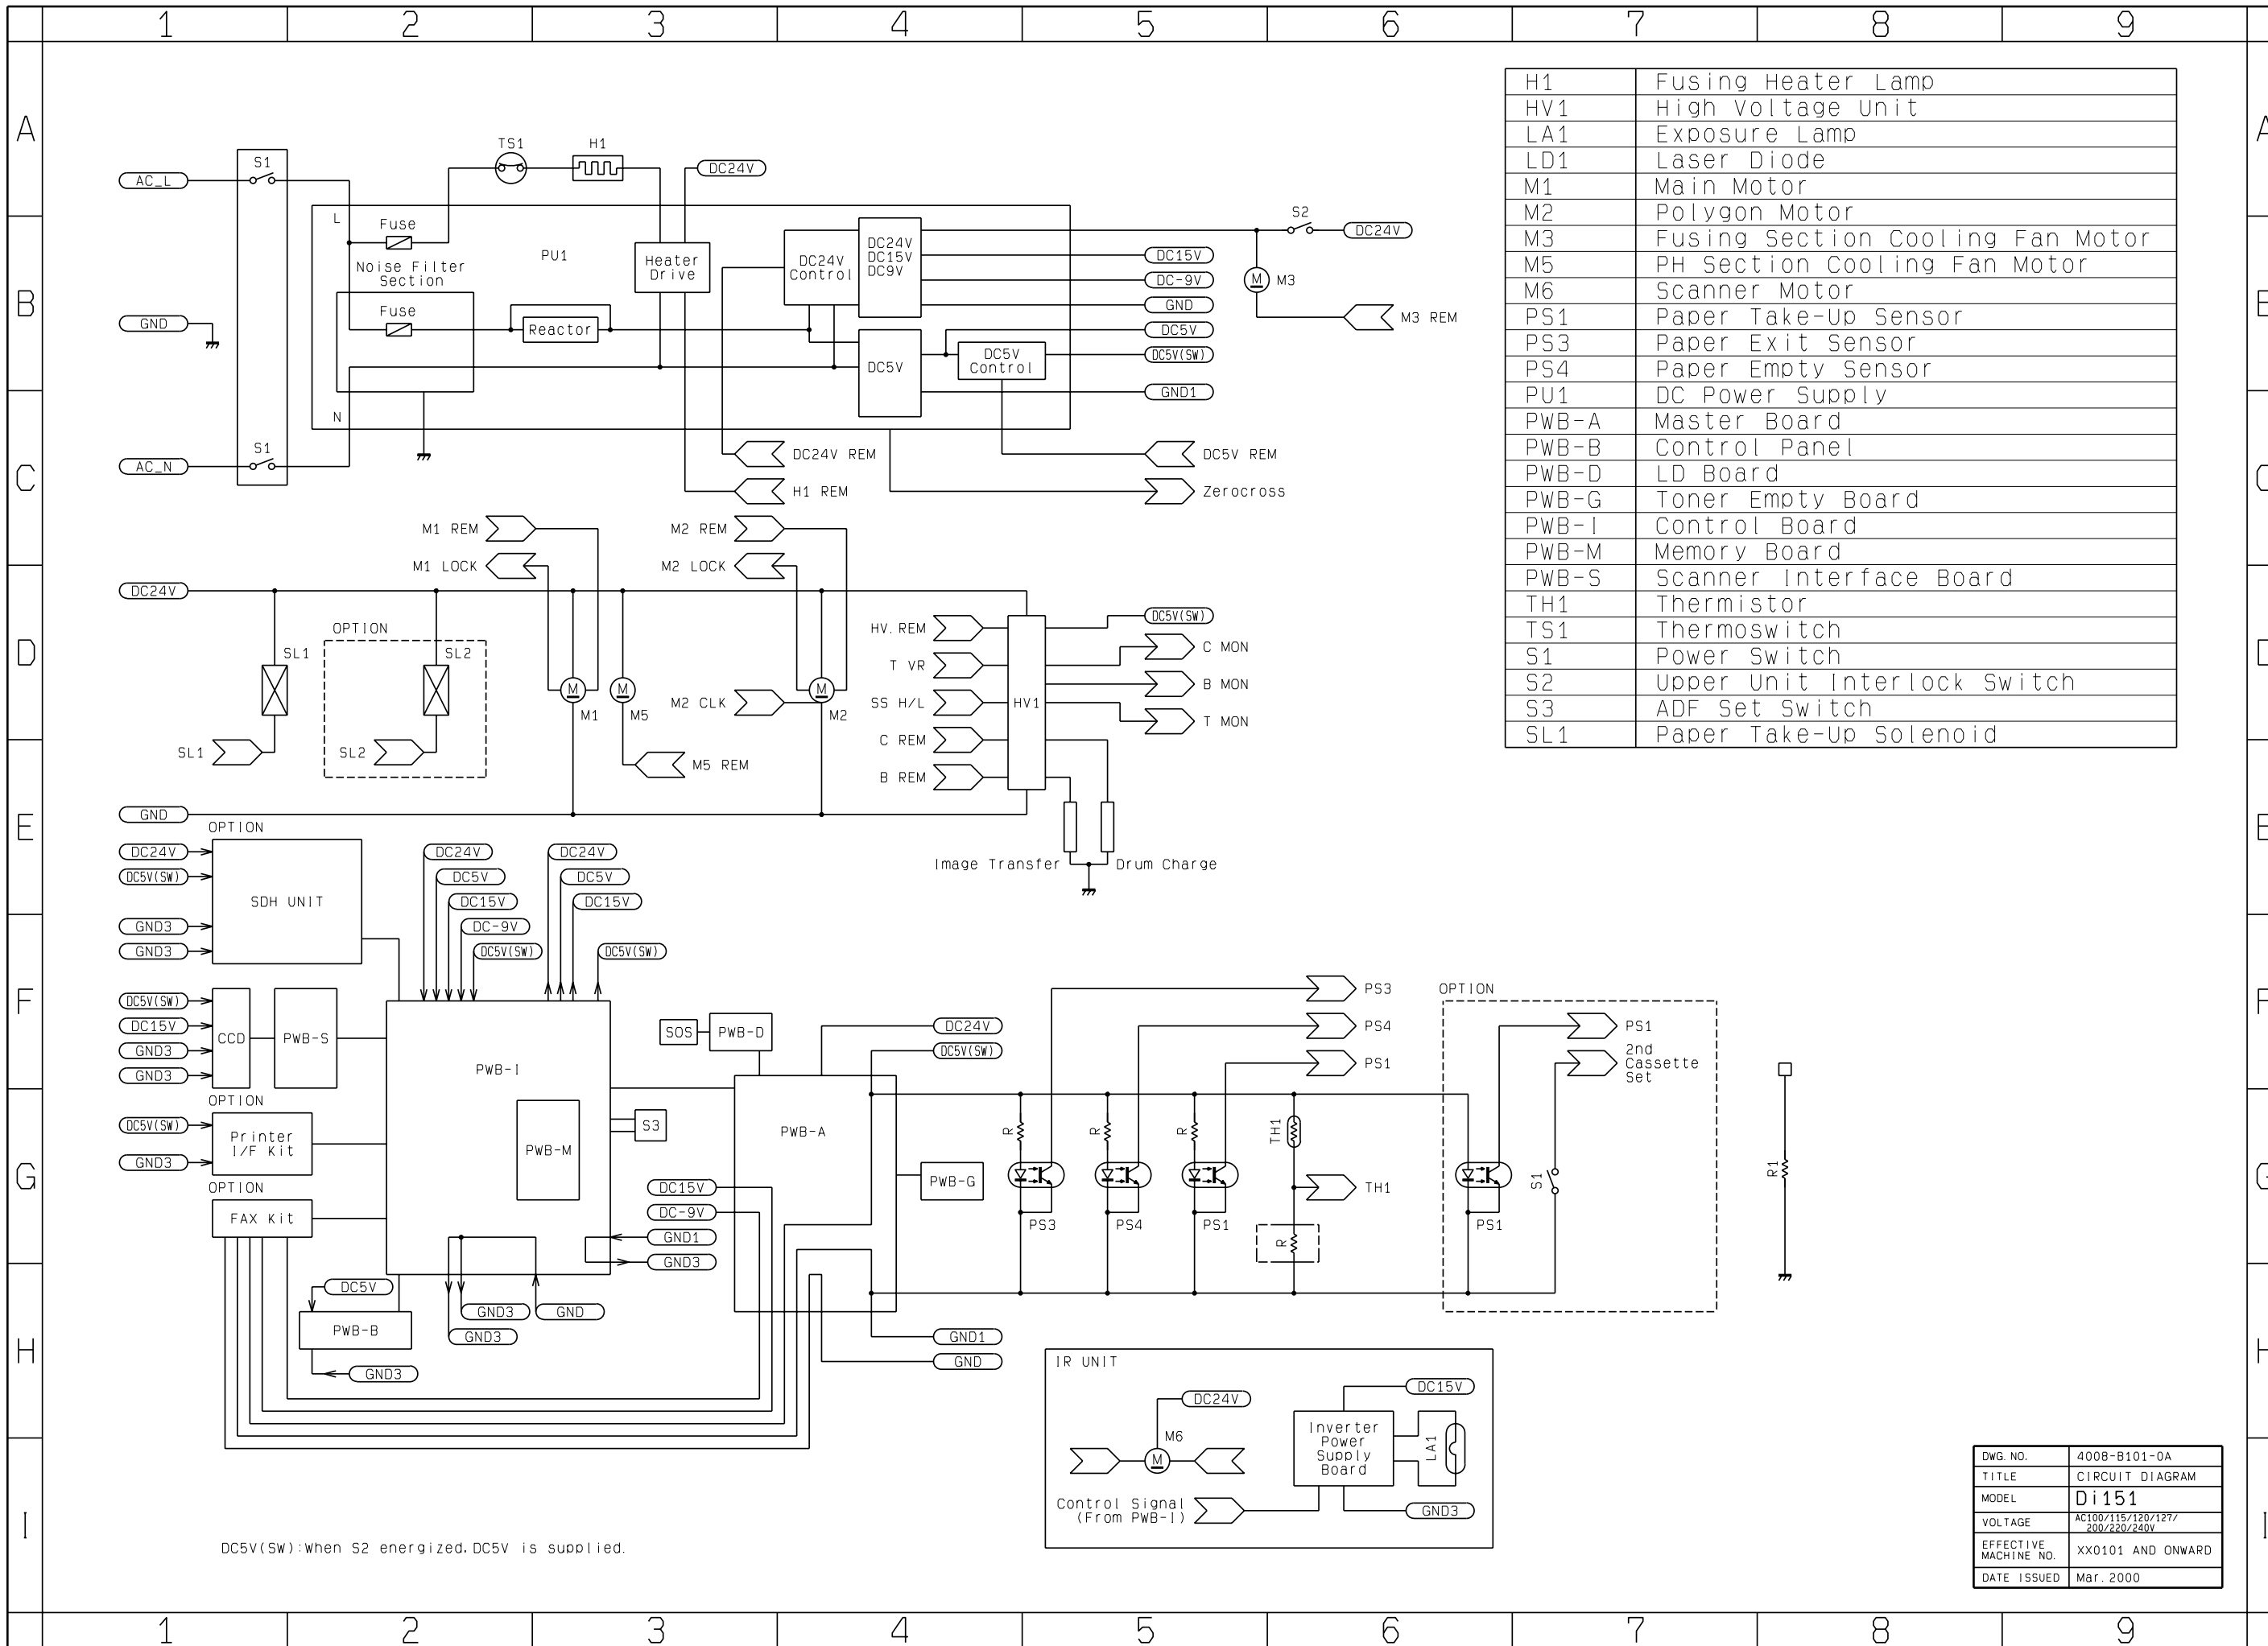 1 2 3 4 5 6 7 8 9
A
B
C
D
E
F
G
H
I
H1 Fusing Heater Lamp
HV1 High Voltage Unit
LA1 Exposure Lamp
LD1 Laser Diode
M1 Main Motor
M2 Polygon Motor
M3 Fusing Section Cooling Fan Motor
M5 PH Section Cooling Fan Motor
M6 Scanner Motor
PS1 Paper Take-Up Sensor
PS3 Paper Exit Sensor
PS4 Paper Empty Sensor
PU1 DC Power Supply
PWB-A Master Board
PWB-B Control Panel
PWB-D LD Board
PWB-G Toner Empty Board
PWB-I Control Board
PWB-M Memory Board
PWB-S Scanner Interface Board
TH1 Thermistor
TS1 Thermoswitch
S1 Power Switch
S2 Upper Unit Interlock Switch
S3 ADF Set Switch
SL1 Paper Take-Up Solenoid
TS1 H1
S1
AC_L
DC24V
L
Fuse
PU1
Noise Filter
Section
Fuse
Reactor
Heater
Drive
DC24V
Control
DC24V
DC15V
DC9V
DC5V
DC5V
Control
S2
DC24V
DC15V
DC-9V
GND
DC5V
DC5V(SW)
GND1
M
M3
M3 REM
GND
N
S1
AC_N
DC24V REM
H1 REM
DC5V REM
Zerocross
M1 REM
M1 LOCK
M2 REM
M2 LOCK
DC24V
OPTION
SL1
SL2
SL1
SL2
M
M1
M
M5
M5 REM
M2 CLK
M
M2
HV.REM
T VR
SS H/L
C REM
B REM
HV1
DC5V(SW)
C MON
B MON
T MON
GND
Image Transfer
Drum Charge
OPTION
DC24V
DC5V(SW)
GND3
GND3
SDH UNIT
DC24V
DC5V
DC15V
DC-9V
DC5V(SW)
DC24V
DC5V
DC15V
DC5V(SW)
DC5V(SW)
DC15V
GND3
GND3
CCD
PWB-S
PWB-I
PWB-M
SOS
PWB-D
S3
OPTION
DC5V(SW)
GND3
Printer
I/F Kit
OPTION
FAX Kit
DC15V
DC-9V
GND1
GND3
DC5V
PWB-B
GND3
GND3
GND3
GND
PWB-A
PWB-G
DC24V
DC5V(SW)
PS3
PS4
PS1
R
R
R
TH1
PS3
PS4
PS1
TH1
R
GND1
GND
OPTION
PS1
2nd
Cassette
Set
PS1
S1
R1
IR UNIT
DC24V
M6
M
Control Signal
(From PWB-I)
Inverter
Power
Supply
Board
DC15V
LA1
GND3
DC5V(SW):When S2 energized,DC5V is supplied.
DWG. NO. 4008-B101-0A
TITLE CIRCUIT DIAGRAM
MODEL Di151
VOLTAGE AC100/115/120/127/
200/220/240V
EFFECTIVE
MACHINE NO. XX0101 AND ONWARD
DATE ISSUED Mar.2000
A
B
C
D
E
F
G
H
I
1 2 3 4 5 6 7 8 9